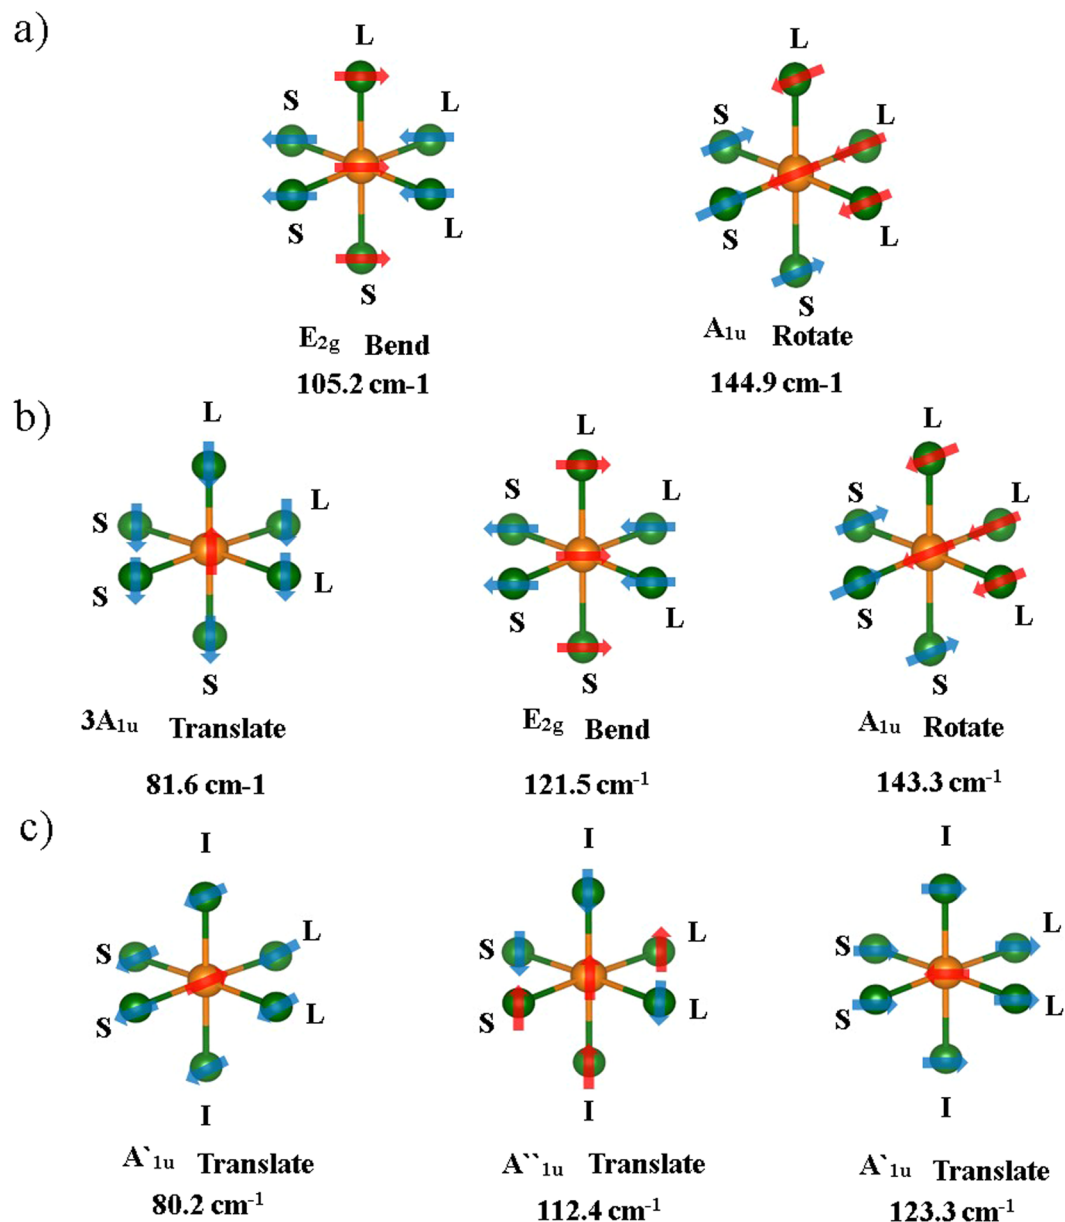 a)
L L
S L L
S
S L S L
S S
E2g Bend A1u Rotate
105.2 cm-1 144.9 cm-1
b)
L L L
S L S L S L
S L S L S L
S S S
3A1u Translate E2g Bend A1u Rotate
81.6 cm-1 121.5 cm-1 143.3 cm-1
c)
I I I
S L S L S L
S L S L S L
I I I
A`1u Translate A``1u Translate A`1u Translate
80.2 cm-1 112.4 cm-1 123.3 cm-1